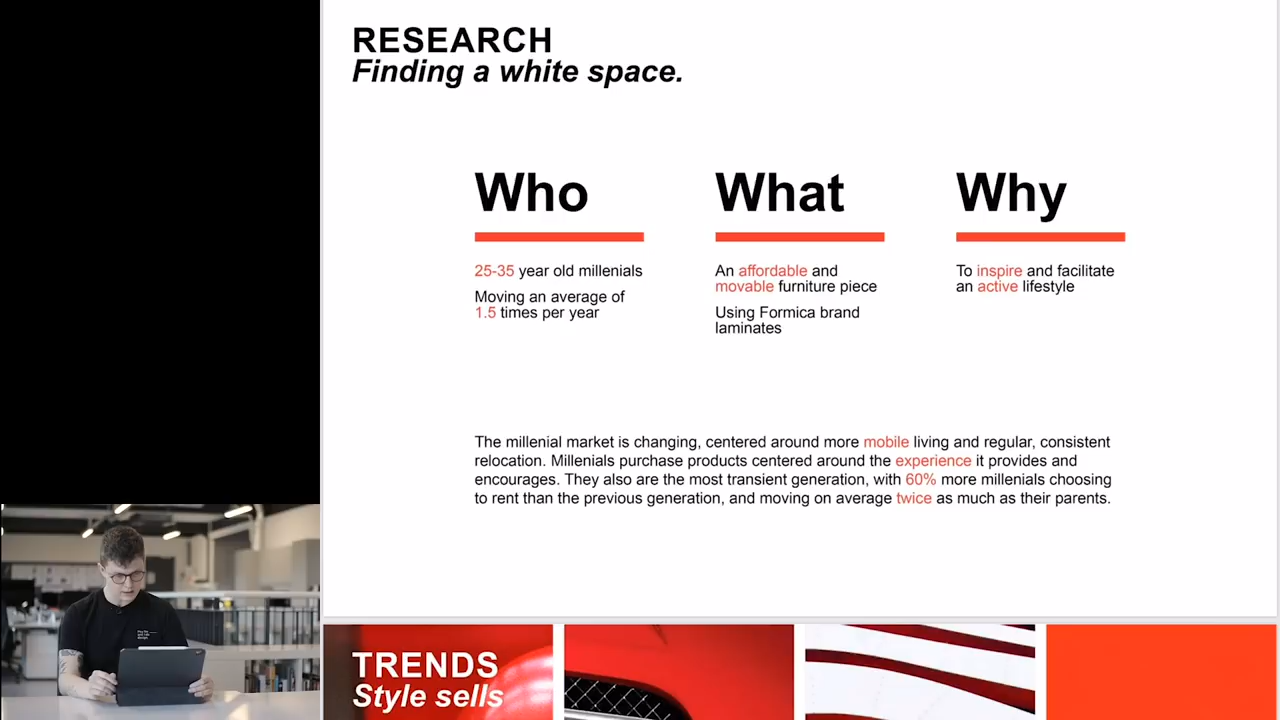 RESEARCH
Finding a white space.
Who
25-35 year old millenials
Moving an average of
1.5 times per year
What
An affordable and
movable furniture piece
Using Formica brand
laminates
Why
To inspire and facilitate
an active lifestyle
The millenial market is changing, centered around more mobile living and regular, consistent
relocation. Millenials purchase products centered around the experience it provides and
encourages. They also are the most transient generation, with 60% more millenials choosing
to rent than the previous generation, and moving on average twice as much as their parents.
TRENDS
Style sells